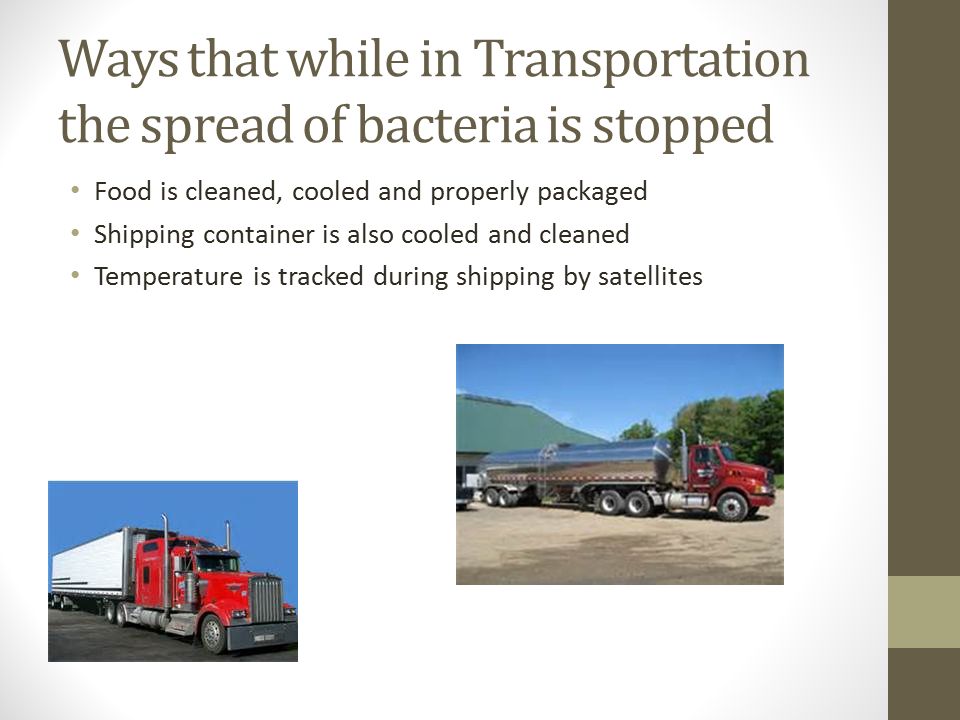 Ways that while in Transportation
the spread of bacteria is stopped
• Food is cleaned, cooled and properly packaged
• Shipping container is also cooled and cleaned
• Temperature is tracked during shipping by satellites